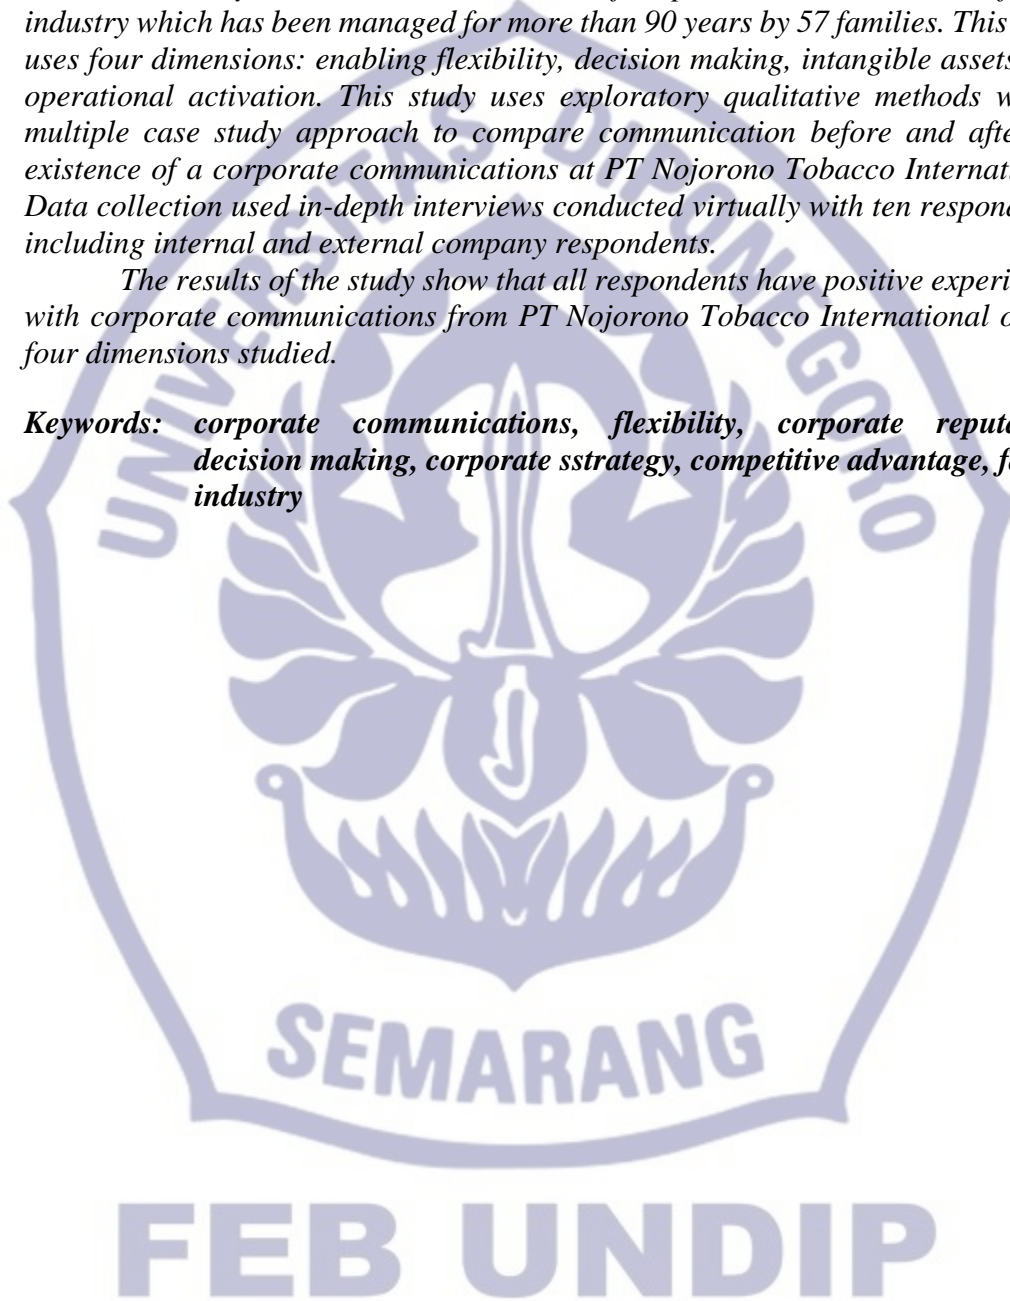 industry which has been managed for more than 90 years by 57 families. This
uses four dimensions: enabling flexibility, decision making, intangible assets
operational activation. This study uses exploratory qualitative methods
multiple case study approach to compare communication before and
existence of a corporate communications at PT Nojorono Tobacco
Data collection used in-depth interviews conducted virtually with ten
including internal and external company respondents.
The results of the study show that all respondents have positive
with corporate communications from PT Nojorono Tobacco International
four dimensions studied.
Keywords: corporate communications, flexibility, corporate
decision making, corporate sstrategy, competitive advantage,
industry
UNIVERSITAS DIPONEGORO
SEMARANG
FEB UNDIP